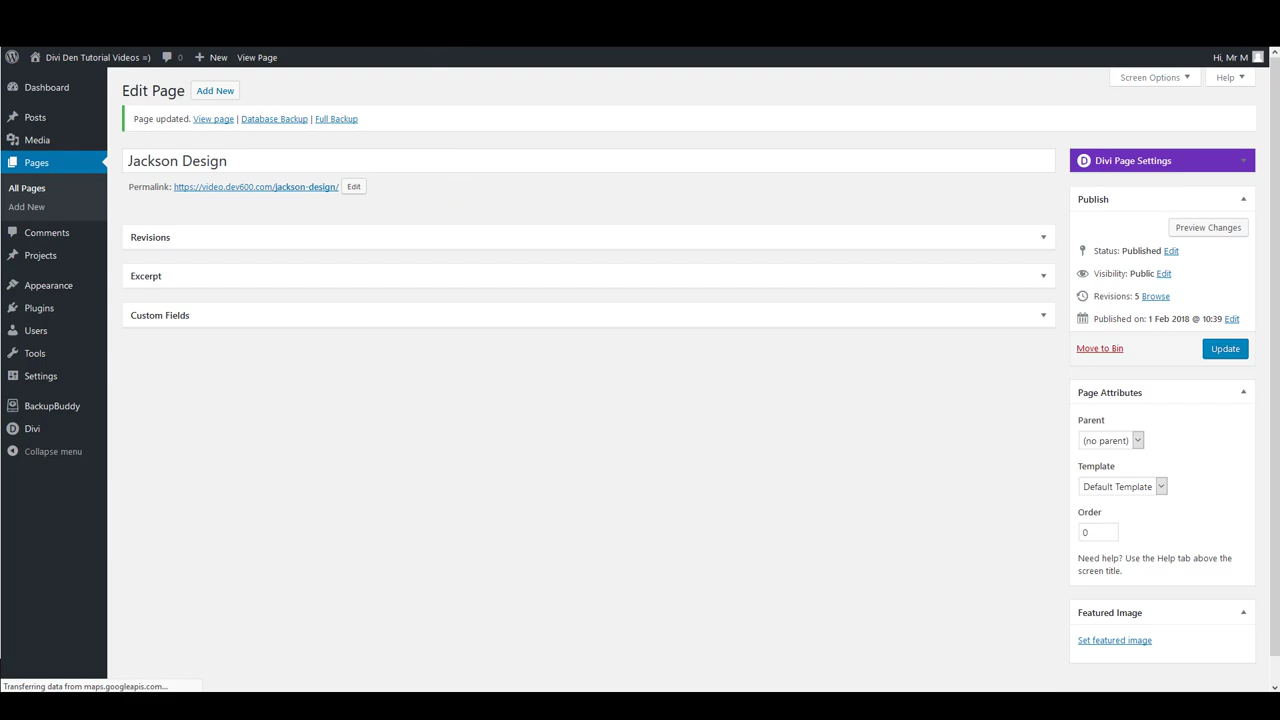 Divi Den Tutorial Videos =) 0 New View Page Hi, Mr M
Dashboard
Posts
Media
Pages
All Pages
Add New
Comments
Projects
Appearance
Plugins
Users
Tools
Settings
BackupBuddy
Divi
Collapse menu
Screen Options Help
Edit Page Add New
Page updated. View page | Database Backup | Full Backup
Jackson Design
Permalink: https://video.dev600.com/jackson-design/ Edit
Revisions
Excerpt
Custom Fields
D Divi Page Settings
Publish
Preview Changes
Status: Published Edit
Visibility: Public Edit
Revisions: 5 Browse
Published on: 1 Feb 2018 @ 10:39 Edit
Move to Bin Update
Page Attributes
Parent
(no parent)
Template
Default Template
Order
0
Need help? Use the Help tab above the
screen title.
Featured Image
Set featured image
Transferring data from maps.googleapis.com...